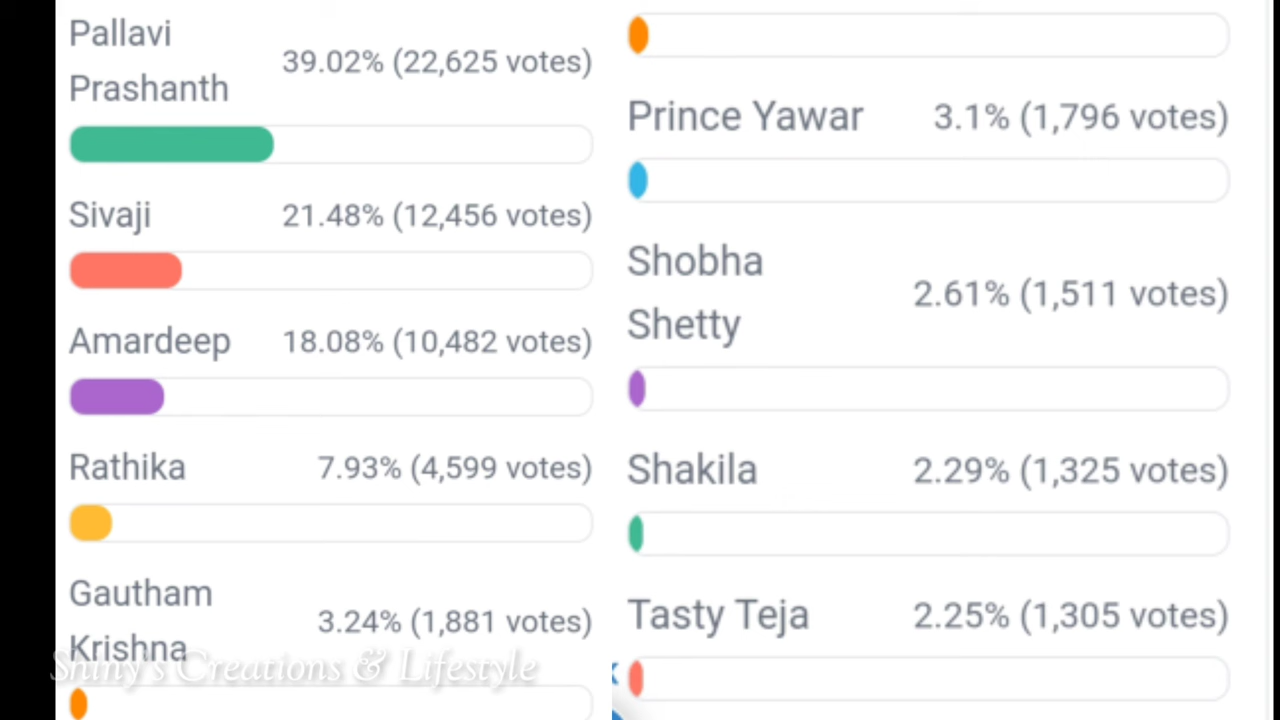 Pallavi
Prashanth
39.02% (22,625 votes)
Sivaji 21.48% (12,456 votes)
Amardeep 18.08% (10,482 votes)
Rathika 7.93% (4,599 votes)
Gautham
Krishna
3.24% (1,881 votes)
Shiny's Creations & Lifestyle
Prince Yawar 3.1% (1,796 votes)
Shobha
Shetty
2.61% (1,511 votes)
Shakila 2.29% (1,325 votes)
Tasty Teja 2.25% (1,305 votes)